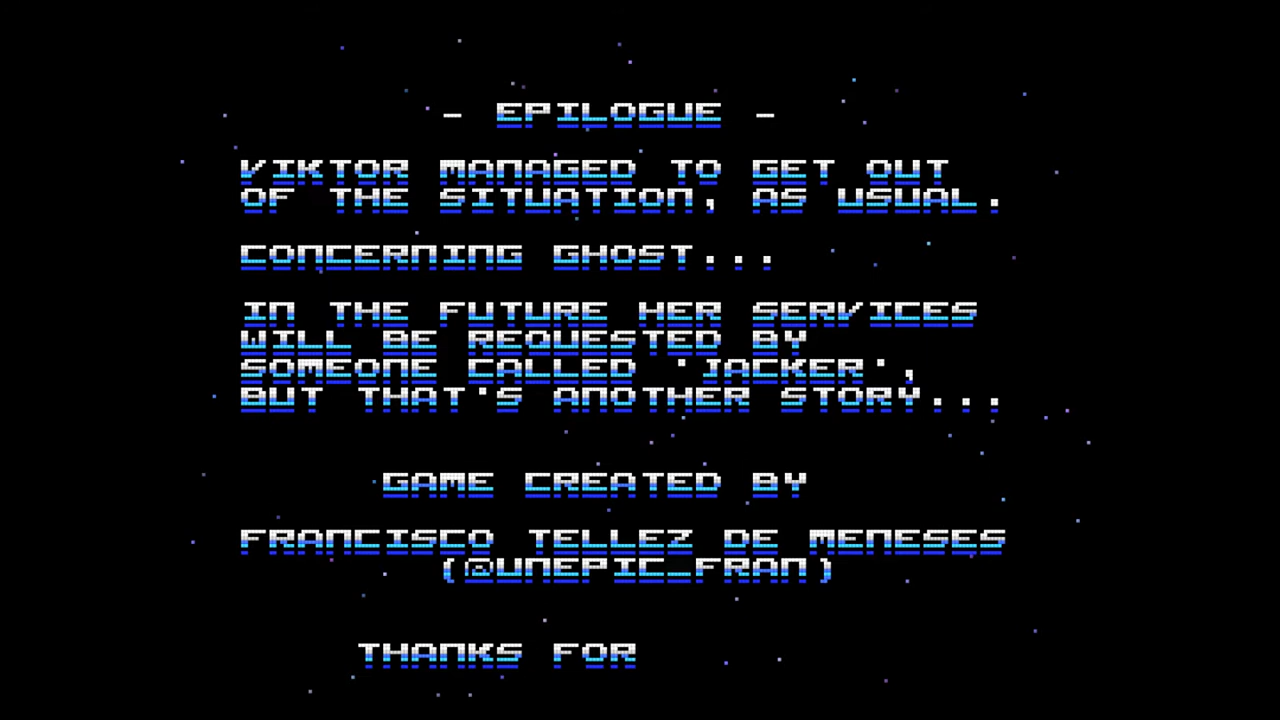 - EPILOGUE -
VIKTOR MANAGED TO GET OUT
OF THE SITUATION, AS USUAL.
CONCERNING GHOST...
IN THE FUTURE HER SERVICES
WILL BE REQUESTED BY
SOMEONE CALLED 'JACKER',
BUT THAT'S ANOTHER STORY...
GAME CREATED BY
FRANCISCO TELLEZ DE MENESES
(@UNEPIC_FRAN)
THANKS FOR